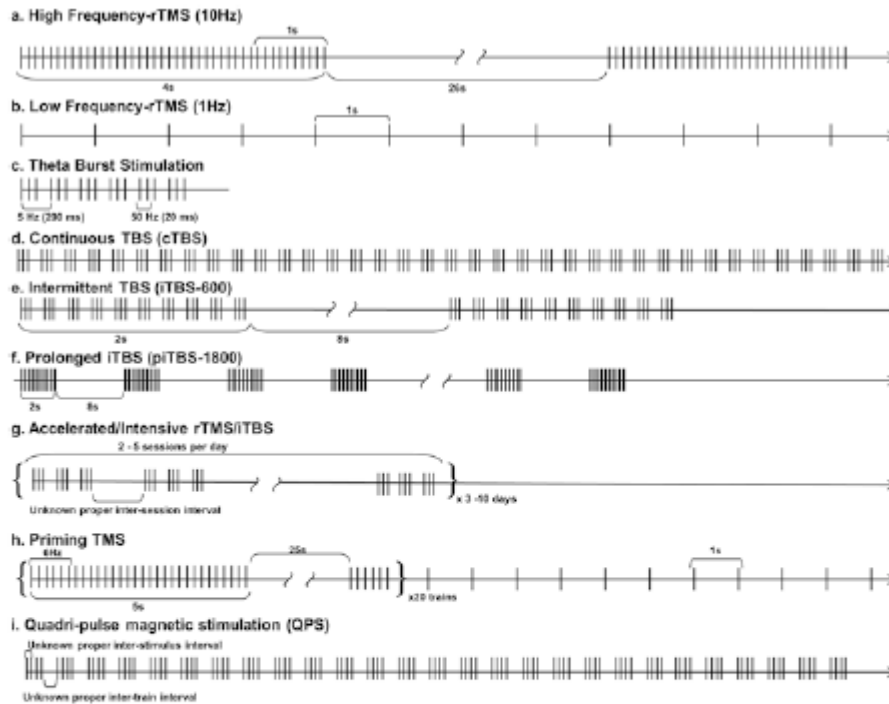 a. High Frequency-rTMS (10Hz)
1s
4s
26s
b. Low Frequency-rTMS (1Hz)
1s
c. Theta Burst Stimulation
5 Hz (200 ms)
50 Hz (20 ms)
d. Continuous TBS (cTBS)
e. Intermittent TBS (iTBS-600)
2s
8s
f. Prolonged iTBS (piTBS-1800)
2s
8s
g. Accelerated/Intensive rTMS/iTBS
2 - 5 sessions per day
Unknown proper inter-session interval
x 3 -10 days
h. Priming TMS
6Hz
25s
1s
5s
x20 trains
i. Quadri-pulse magnetic stimulation (QPS)
Unknown proper inter-stimulus interval
Unknown proper inter-train interval